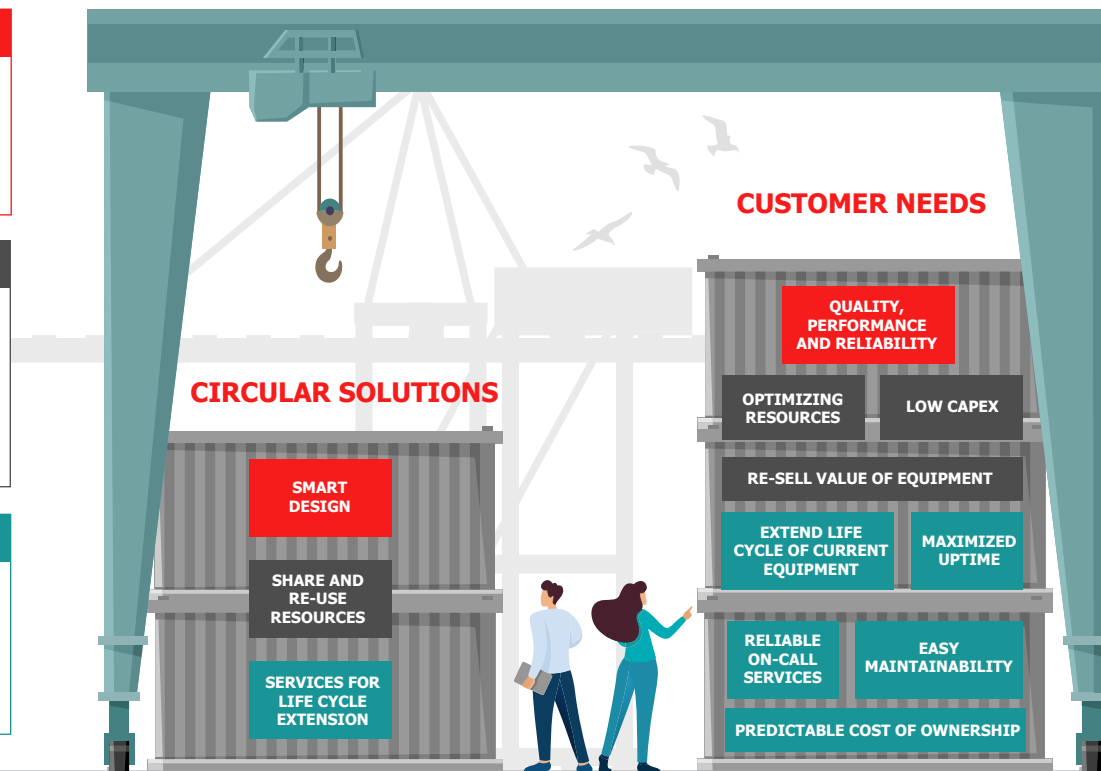 CUSTOMER NEEDS
QUALITY,
PERFORMANCE
AND RELIABILITY
OPTIMIZING
RESOURCES
LOW CAPEX
RE-SELL VALUE OF EQUIPMENT
EXTEND LIFE
CYCLE OF CURRENT
EQUIPMENT
MAXIMIZED
UPTIME
RELIABLE
ON-CALL
SERVICES
EASY
MAINTAINABILITY
PREDICTABLE COST OF OWNERSHIP
CIRCULAR SOLUTIONS
SMART
DESIGN
SHARE AND
RE-USE
RESOURCES
SERVICES FOR
LIFE CYCLE
EXTENSION